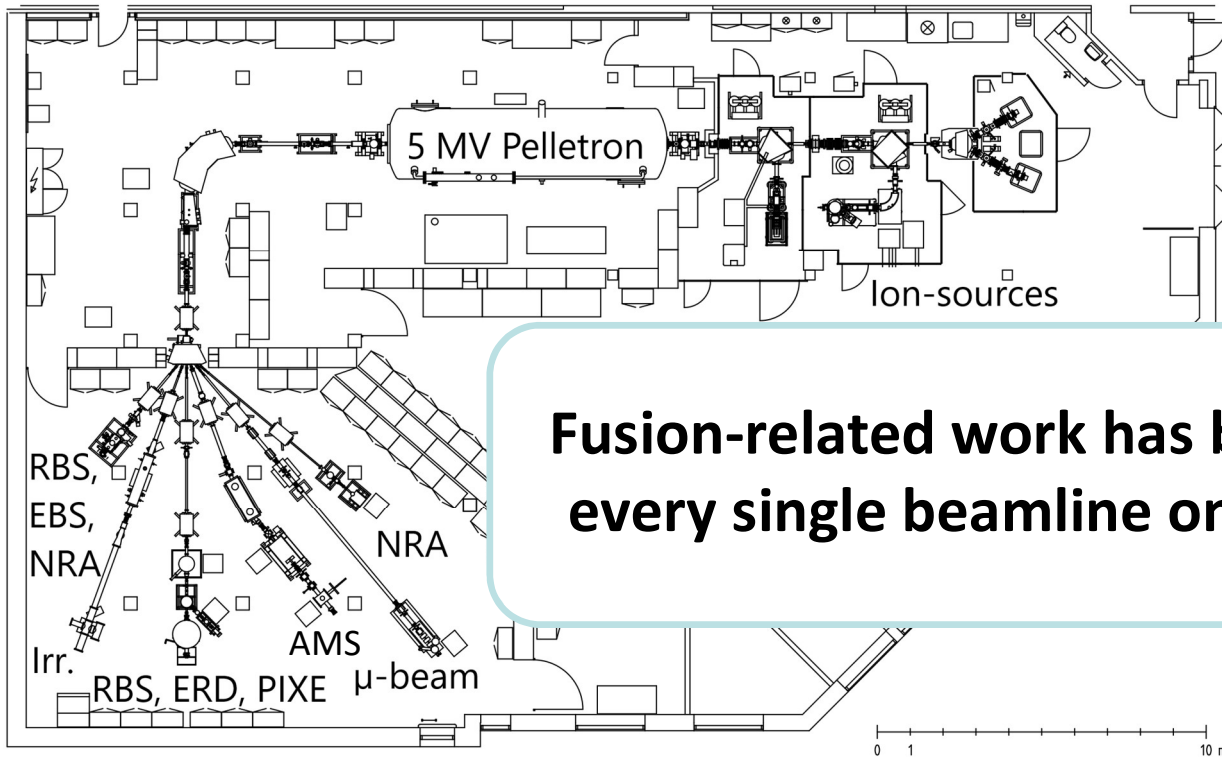 5 MV Pelletron
Ion-sources
Fusion-related work has
every single beamline
RBS,
EBS,
NRA
NRA
AMS
Irr.
µ-beam
RBS, ERD, PIXE
0 1 10